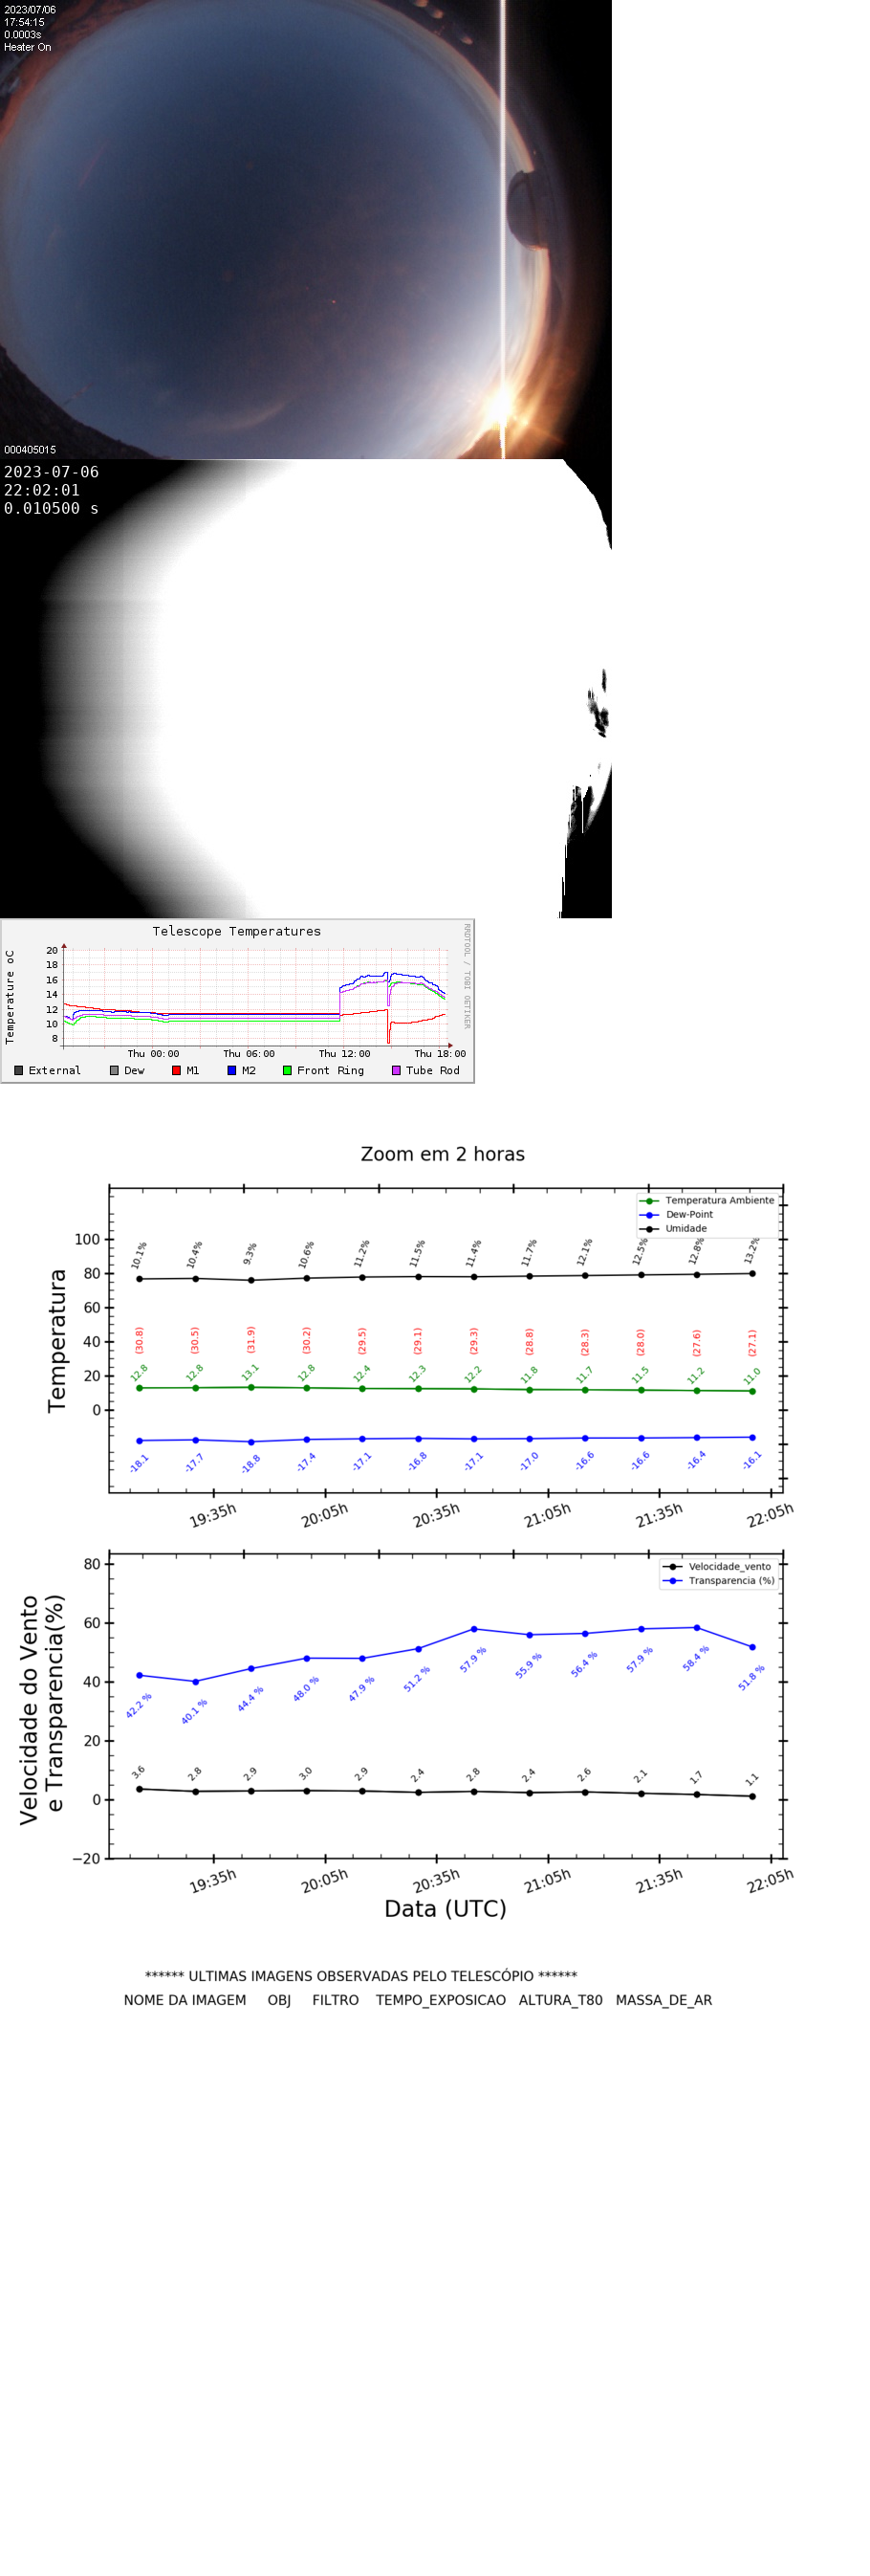 2023/07/06
17:54:15
0.0003s
Heater On
000405015
2023-07-06
22:02:01
0.010500 s
Telescope Temperatures
RRDTOOL / TOBI OETIKER
Temperature oC
20
18
16
14
12
10
8
Thu 00:00 Thu 06:00 Thu 12:00 Thu 18:00
External Dew M1 M2 Front Ring Tube Rod
Zoom em 2 horas
Temperatura Ambiente
Dew-Point
Umidade
Temperatura
100
80
60
40
20
0
10.1% 10.4% 9.3% 10.6% 11.2% 11.5% 11.4% 11.7% 12.1% 12.5% 12.8% 13.2%
(30.8) (30.5) (31.9) (30.2) (29.5) (29.1) (29.3) (28.8) (28.3) (28.0) (27.6) (27.1)
12.8 12.8 13.1 12.8 12.4 12.3 12.2 11.8 11.7 11.5 11.2 11.0
-18.1 -17.7 -18.8 -17.4 -17.1 -16.8 -17.1 -17.0 -16.6 -16.6 -16.4 -16.1
19:35h 20:05h 20:35h 21:05h 21:35h 22:05h
Velocidade_vento
Transparencia (%)
Velocidade do Vento
e Transparencia(%)
80
60
40
20
0
−20
42.2 % 40.1 % 44.4 % 48.0 % 47.9 % 51.2 % 57.9 % 55.9 % 56.4 % 57.9 % 58.4 % 51.8 %
3.6 2.8 2.9 3.0 2.9 2.4 2.8 2.4 2.6 2.1 1.7 1.1
19:35h 20:05h 20:35h 21:05h 21:35h 22:05h
Data (UTC)
****** ULTIMAS IMAGENS OBSERVADAS PELO TELESCÓPIO ******
NOME DA IMAGEM OBJ FILTRO TEMPO_EXPOSICAO ALTURA_T80 MASSA_DE_AR